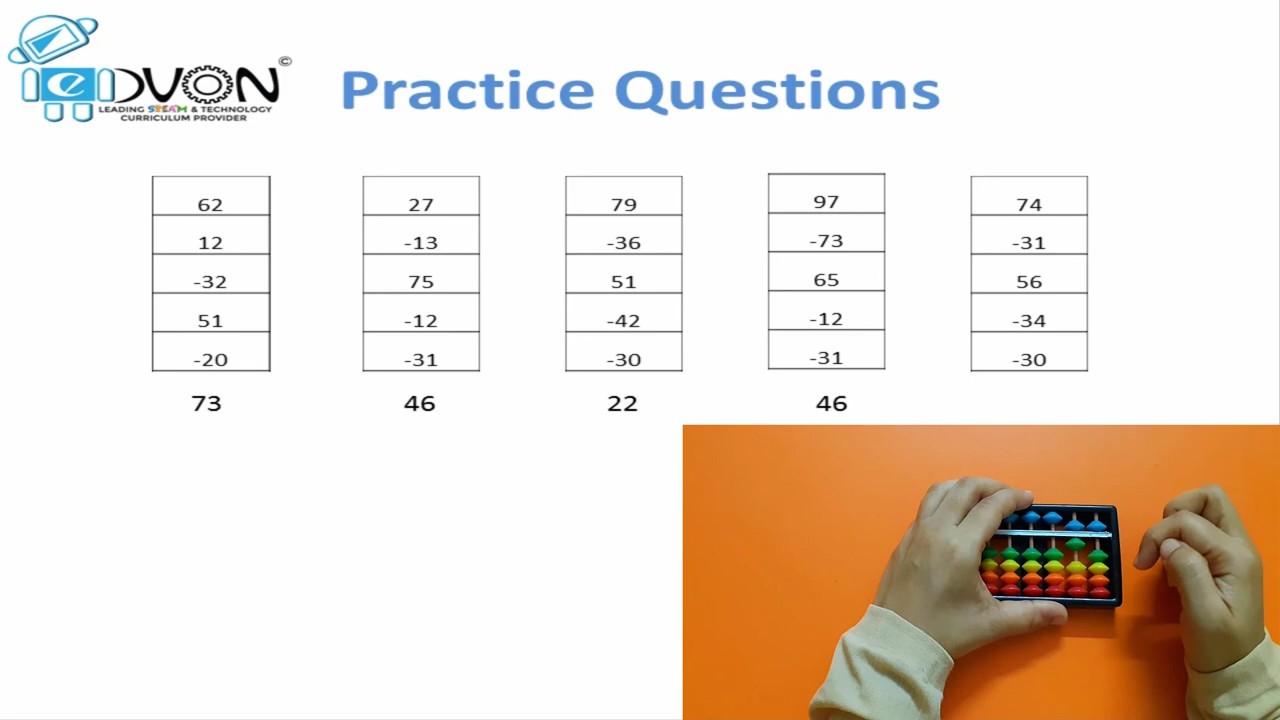 eDVON©
LEADING STEAM & TECHNOLOGY
CURRICULUM PROVIDER
Practice Questions
62 27 79 97 74
12 -13 -36 -73 -31
-32 75 51 65 56
51 -12 -42 -12 -34
-20 -31 -30 -31 -30
73 46 22 46